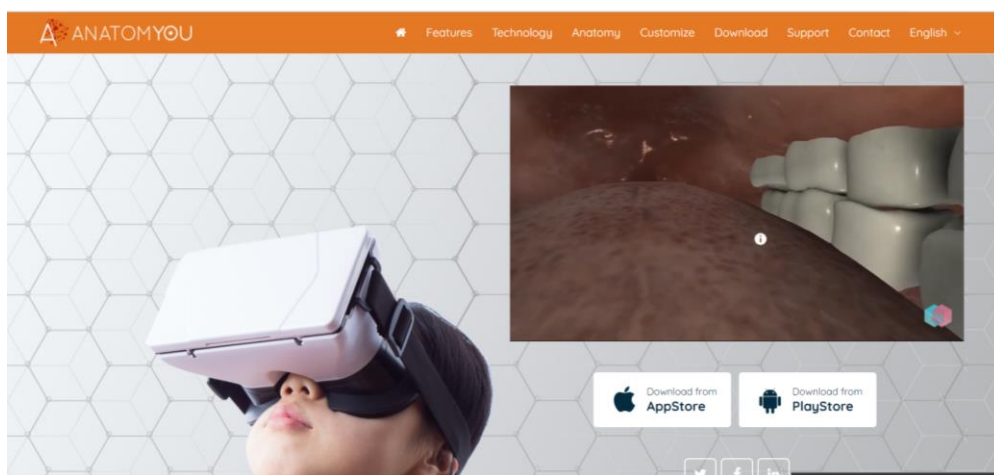 ANATOMYOU
Features Technology Anatomy Customize Download Support Contact English
Download from
AppStore
Download from
PlayStore